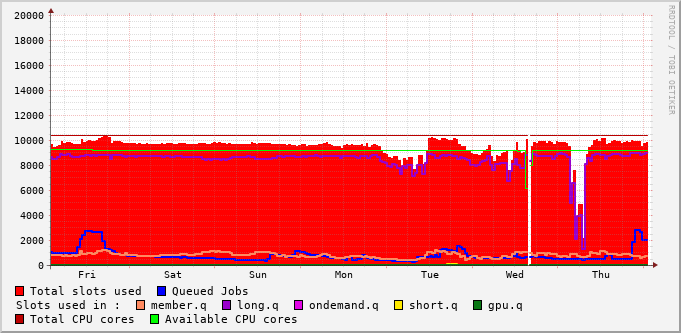 RRDTOOL / TOBI OETIKER
20000
18000
16000
14000
12000
10000
8000
6000
4000
2000
0
Fri Sat Sun Mon Tue Wed Thu
Total slots used Queued Jobs
Slots used in : member.q long.q ondemand.q short.q gpu.q
Total CPU cores Available CPU cores